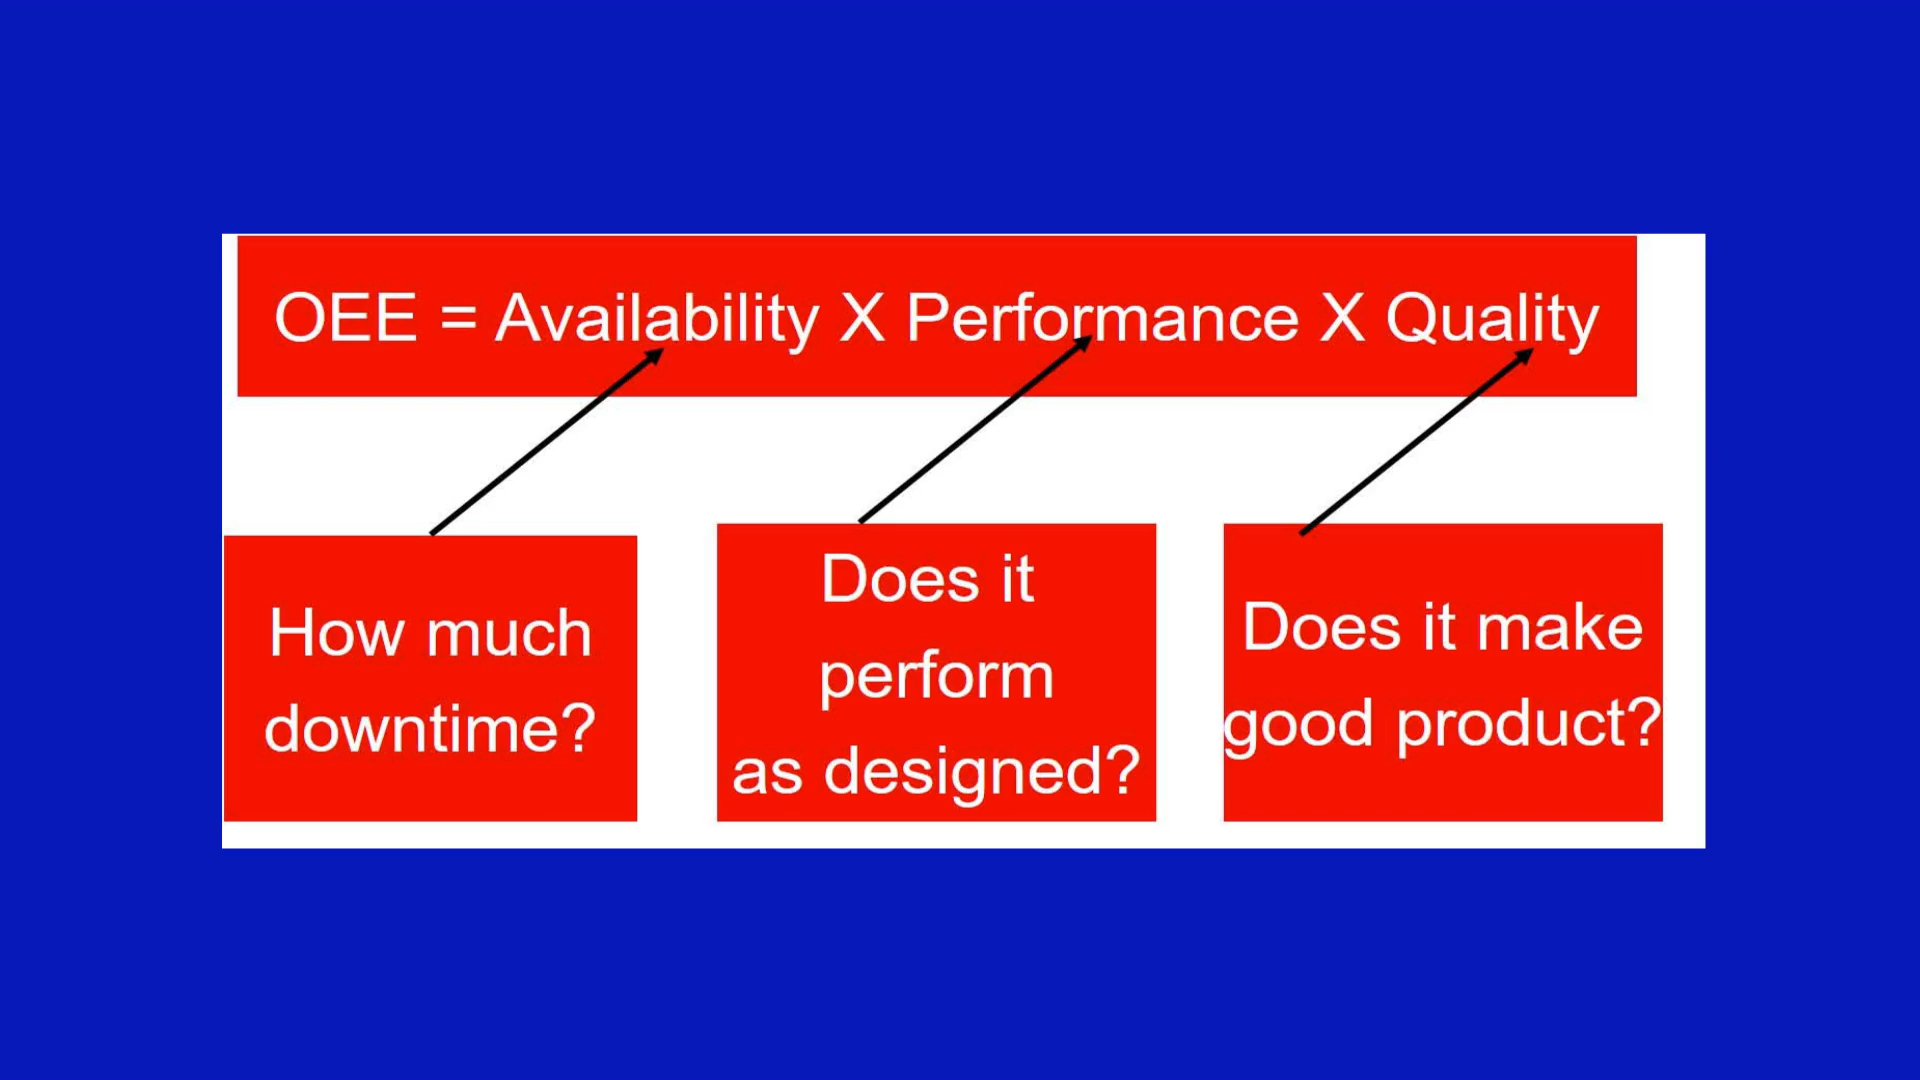 OEE = Availability X Performance X Quality
How much
downtime?
Does it
perform
as designed?
Does it make
good product?